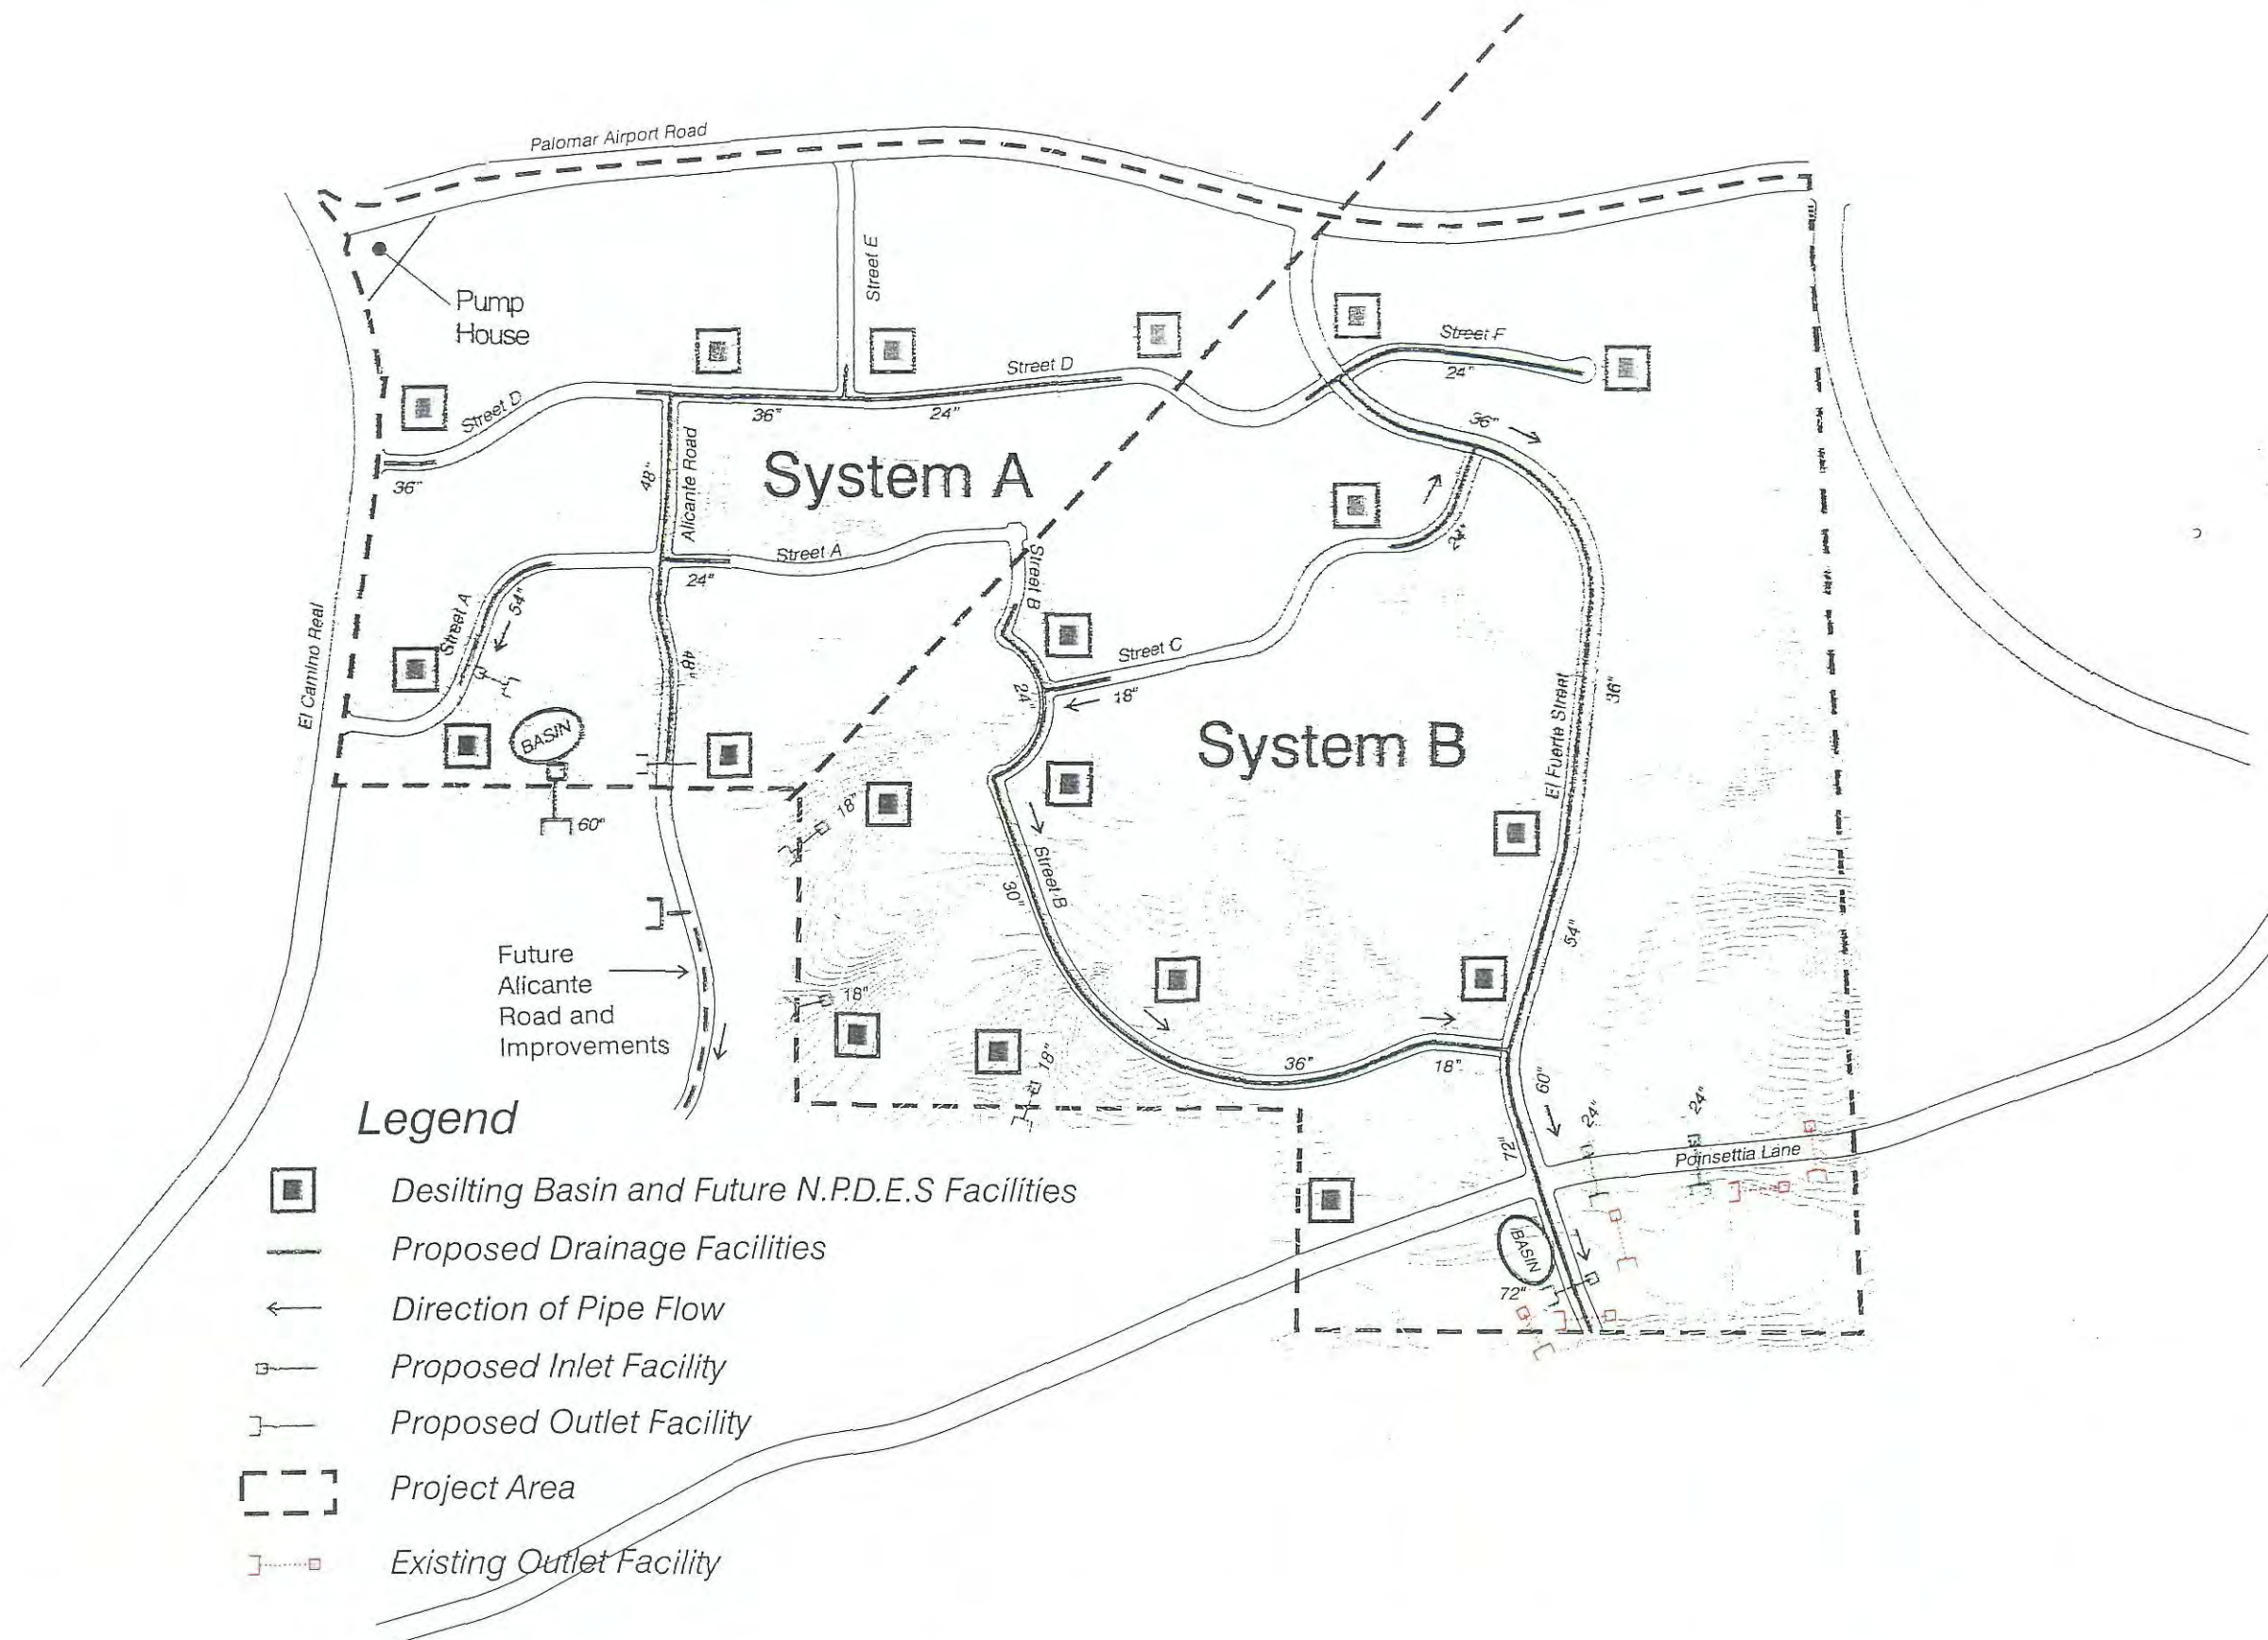 Palomar Airport Road
Street E
Pump
House
Street F
24"
Street D
Street D
36"
24"
36"
36"
48"
Alicante Road
System A
24"
Street A
24"
Street B
Street A
54"
El Camino Real
48"
Street C
18"
24"
36"
El Fuerte Street
System B
BASIN
60"
18"
Street B
30"
54"
Future
Alicante
Road and
Improvements
18"
18"
36"
18"
60"
24"
24"
72"
Poinsettia Lane
BASIN
72"
Legend
Desilting Basin and Future N.P.D.E.S Facilities
Proposed Drainage Facilities
Direction of Pipe Flow
Proposed Inlet Facility
Proposed Outlet Facility
Project Area
Existing Outlet Facility